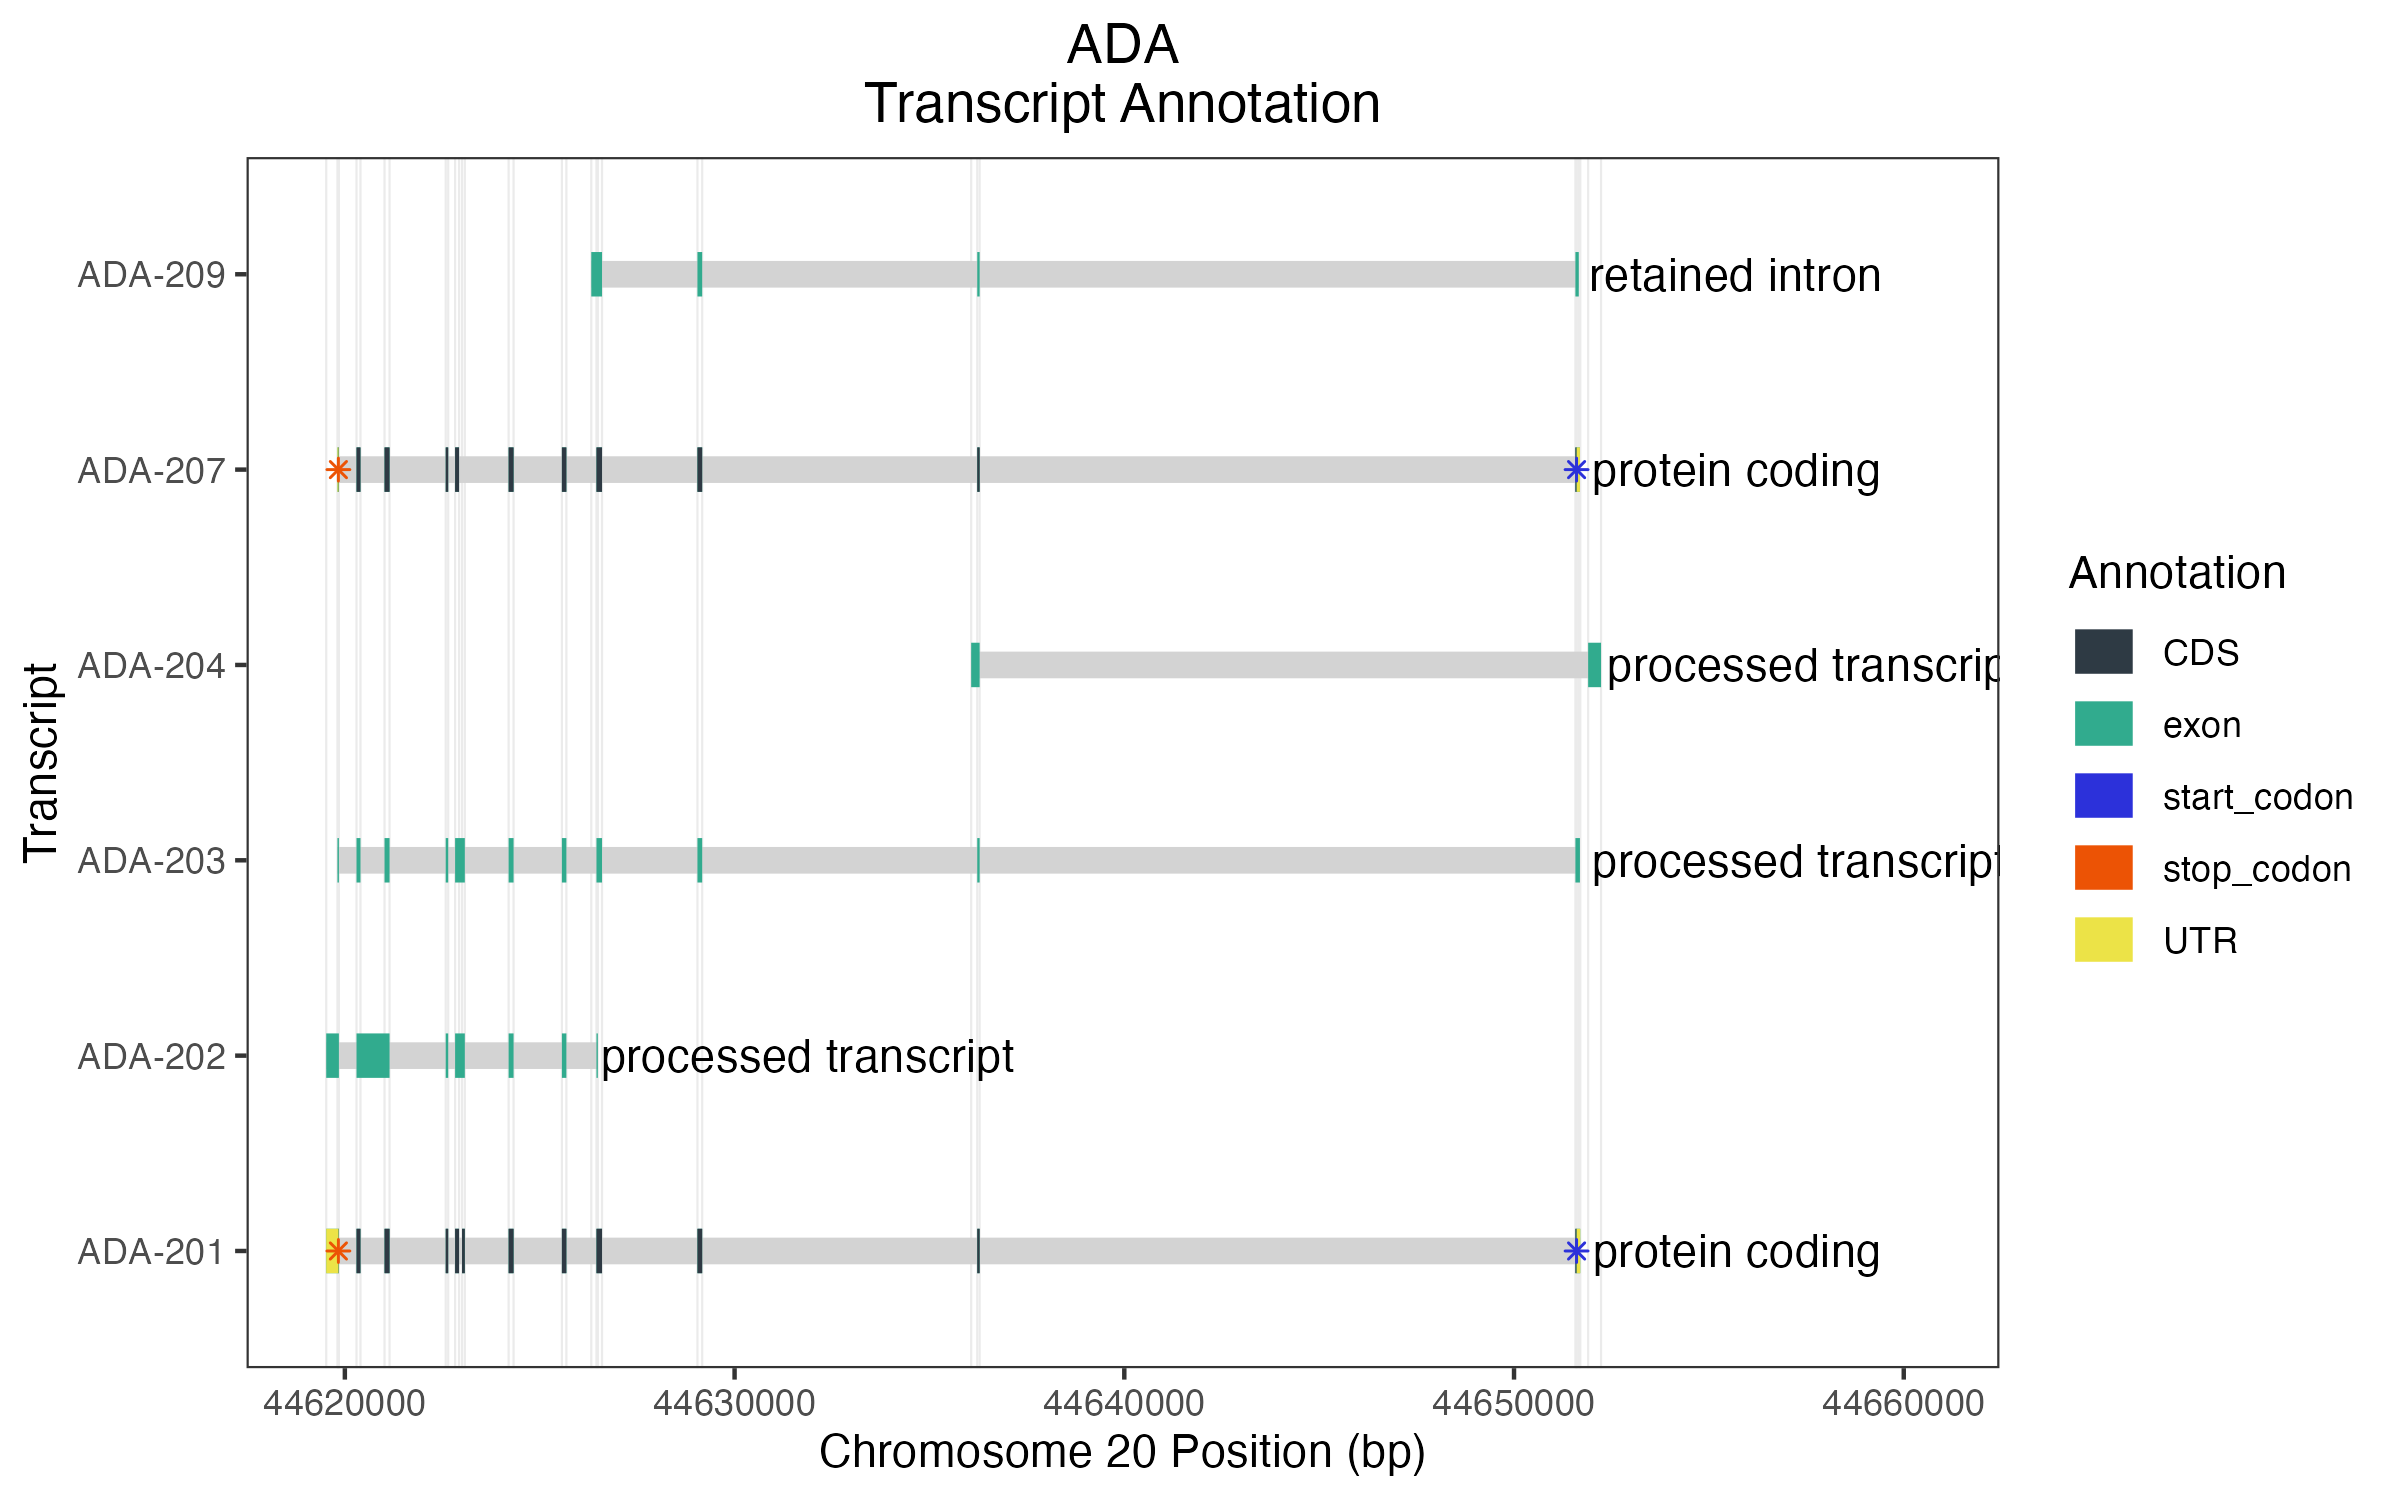 ADA
Transcript Annotation
Transcript
ADA-209
retained intron
ADA-207
protein coding
ADA-204
processed transcrip
ADA-203
processed transcript
ADA-202
processed transcript
ADA-201
protein coding
44620000 44630000 44640000 44650000 44660000
Chromosome 20 Position (bp)
Annotation
CDS
exon
start_codon
stop_codon
UTR